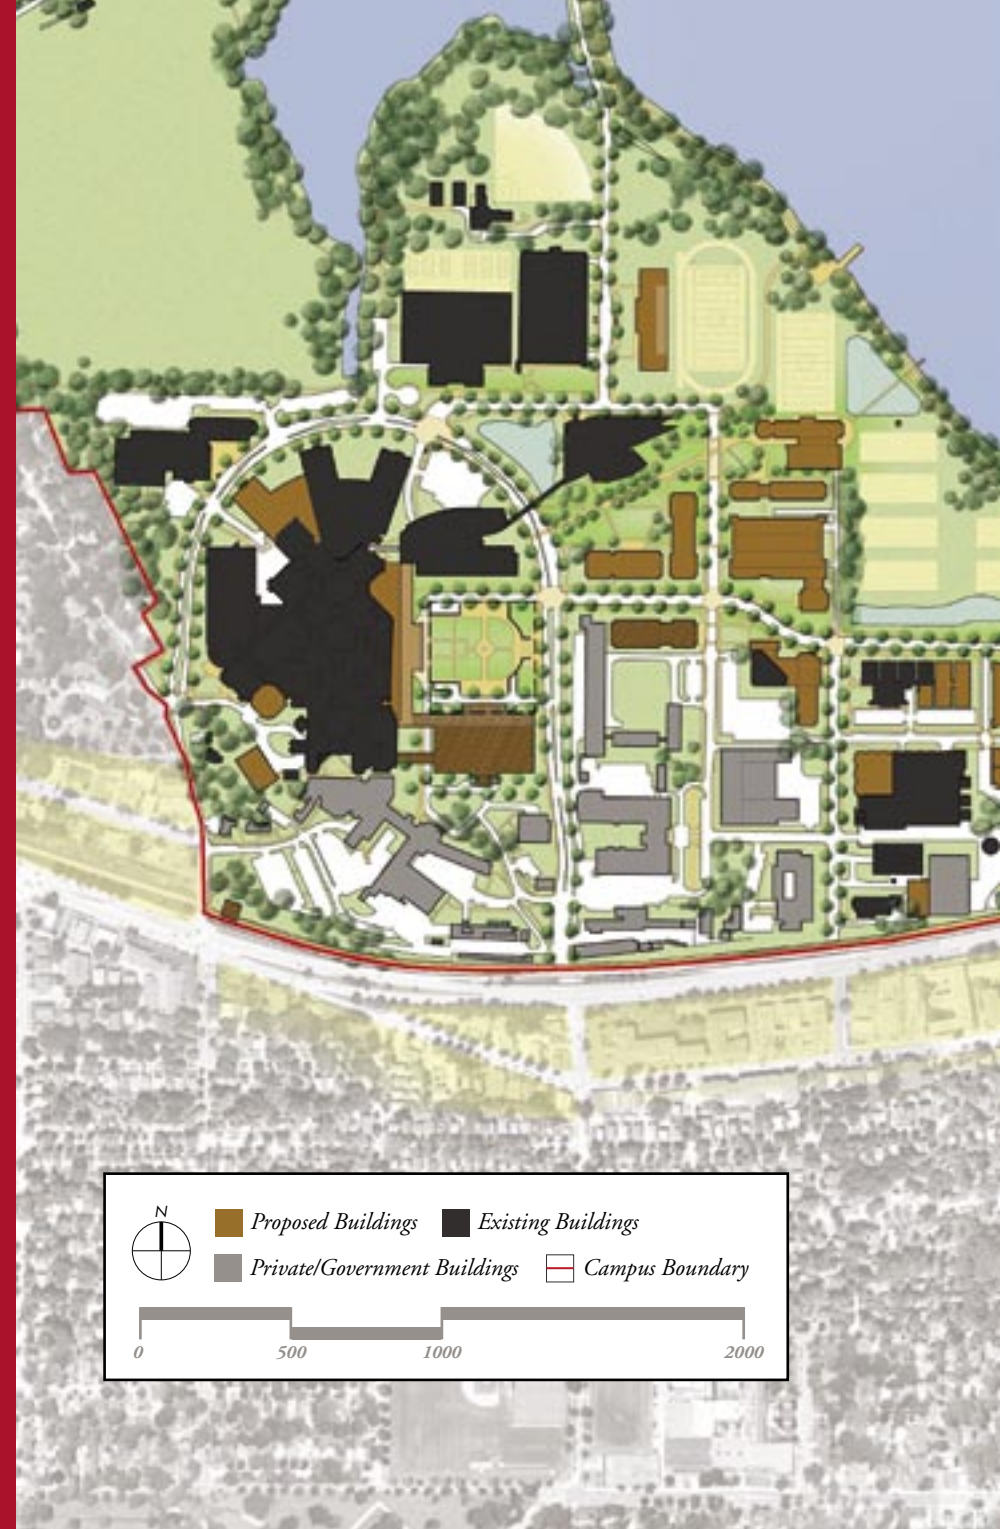 N
Proposed Buildings Existing Buildings
Private/Government Buildings Campus Boundary
0 500 1000 2000